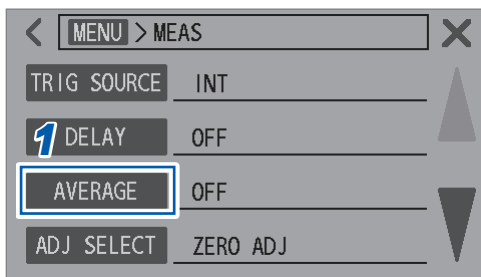 MENU > MEAS
TRIG SOURCE INT
1 DELAY OFF
AVERAGE OFF
ADJ SELECT ZERO ADJ